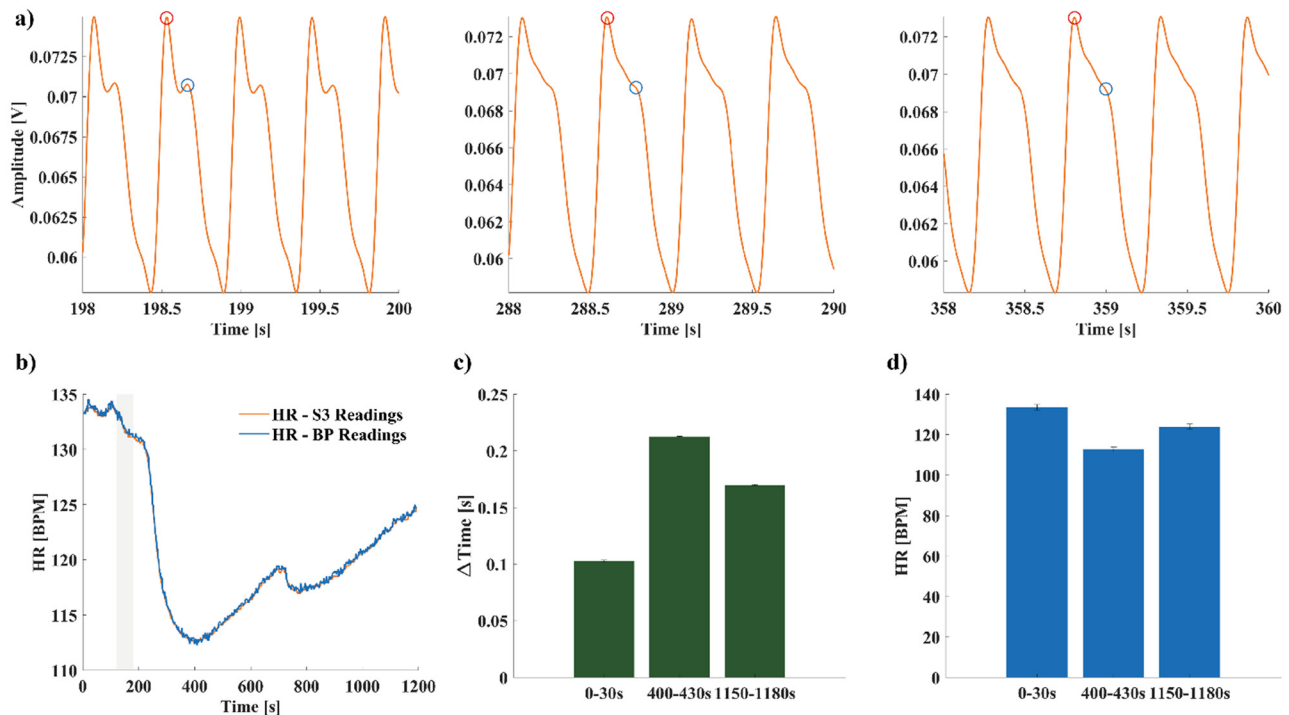 a)
Amplitude [V]
0.0725
0.07
0.0675
0.065
0.0625
0.06
198 198.5 199 199.5 200
Time [s]
0.072
0.07
0.068
0.066
0.064
0.062
0.06
288 288.5 289 289.5 290
Time [s]
0.072
0.07
0.068
0.066
0.064
0.062
0.06
358 358.5 359 359.5 360
Time [s]
b)
HR [BPM]
135
130
125
120
115
110
0 200 400 600 800 1000 1200
Time [s]
HR - S3 Readings
HR - BP Readings
c)
Δ Time [s]
0.25
0.2
0.15
0.1
0.05
0
0-30s 400-430s 1150-1180s
d)
HR [BPM]
140
120
100
80
60
40
20
0
0-30s 400-430s 1150-1180s